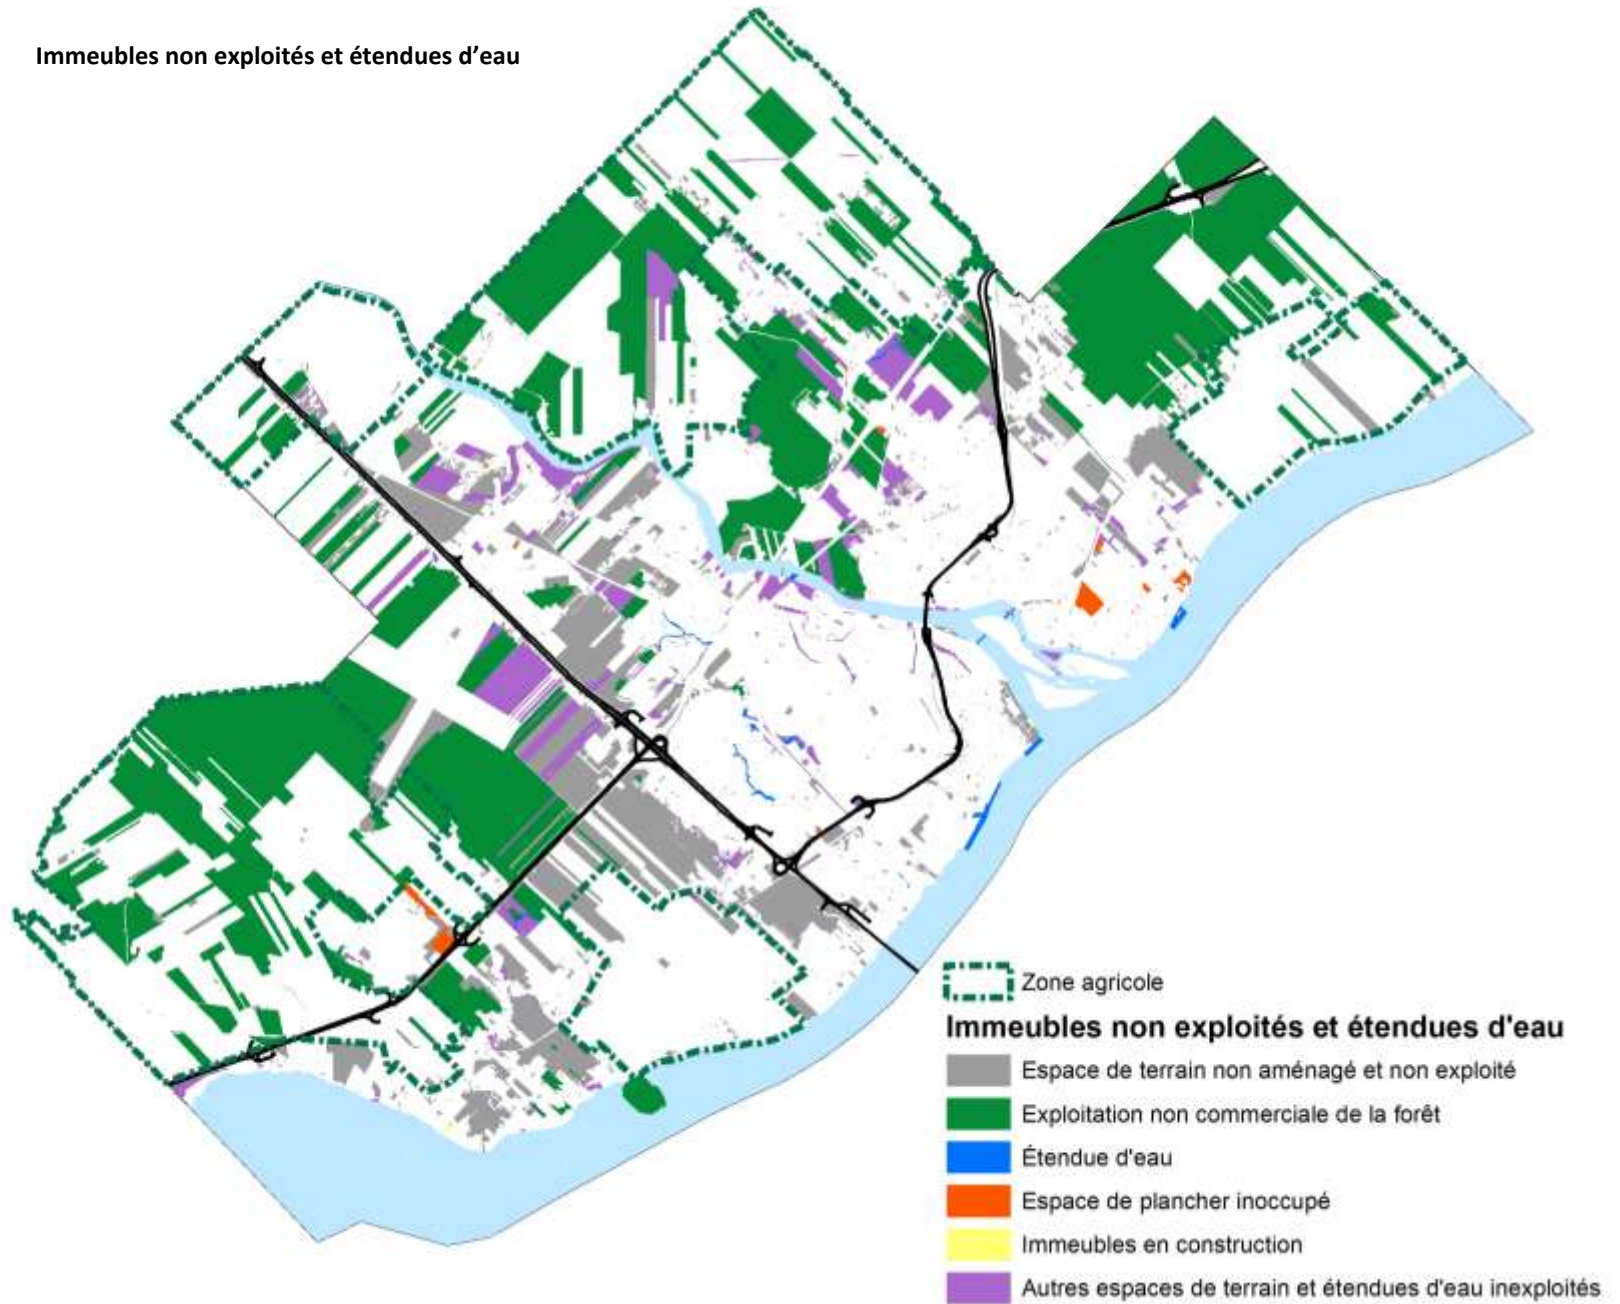 Immeubles non exploités et étendues d’eau
Zone agricole
Immeubles non exploités et étendues d'eau
Espace de terrain non aménagé et non exploité
Exploitation non commerciale de la forêt
Étendue d'eau
Espace de plancher inoccupé
Immeubles en construction
Autres espaces de terrain et étendues d'eau inexploités